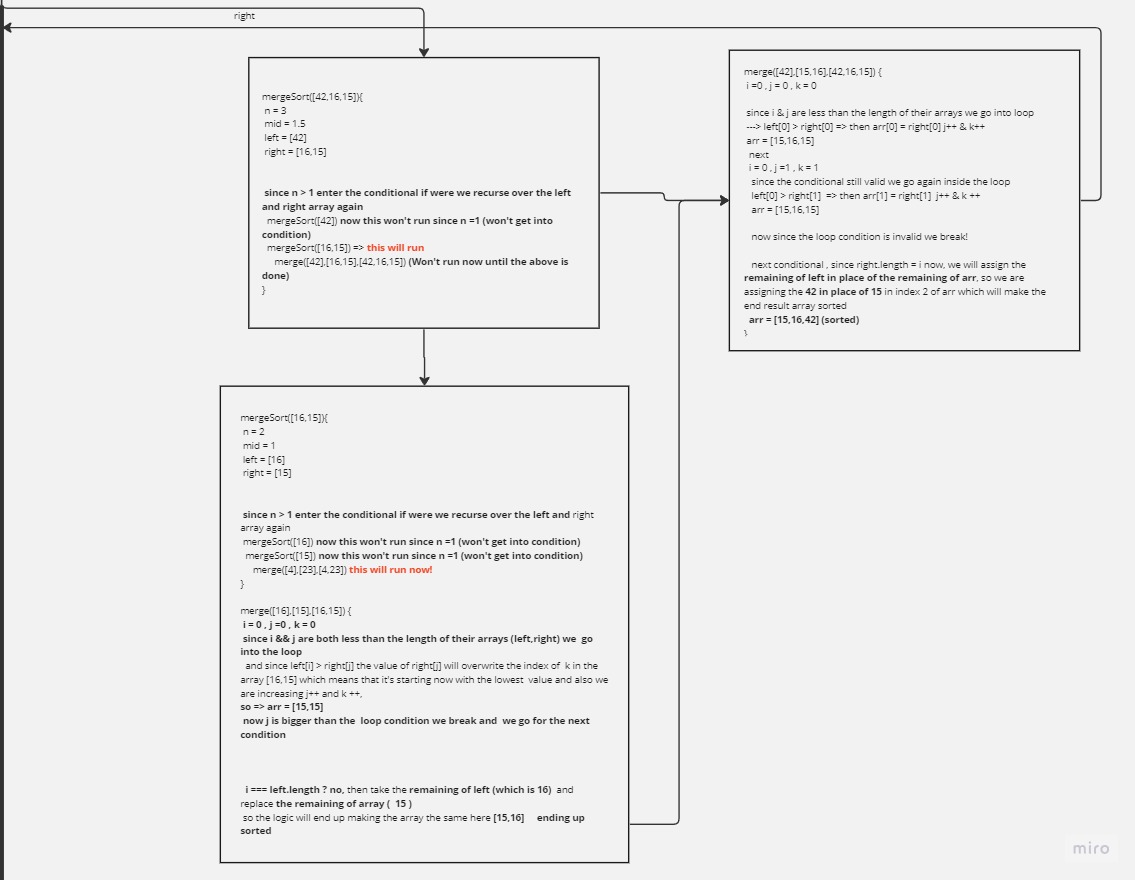 right
mergeSort([42,16,15]){
n = 3
mid = 1.5
left = [42]
right = [16,15]
since n > 1 enter the conditional if were we recurse over the left
and right array again
mergeSort([42]) now this won't run since n =1 (won't get into
condition)
mergeSort([16,15]) => this will run
merge([42],[16,15],[42,16,15]) (Won't run now until the above is
done)
}
merge([42],[15,16],[42,16,15]) {
i =0 , j = 0 , k = 0
since i & j are less than the length of their arrays we go into loop
---> left[0] > right[0] => then arr[0] = right[0] j++ & k++
arr = [15,16,15]
next
i = 0 , j =1 , k = 1
since the conditional still valid we go again inside the loop
left[0] > right[1] => then arr[1] = right[1] j++ & k ++
arr = [15,16,15]
now since the loop condition is invalid we break!
next conditional , since right.length = i now, we will assign the
remaining of left in place of the remaining of arr, so we are
assigning the 42 in place of 15 in index 2 of arr which will make the
end result array sorted
arr = [15,16,42] (sorted)
}
mergeSort([16,15]){
n = 2
mid = 1
left = [16]
right = [15]
since n > 1 enter the conditional if were we recurse over the left and right
array again
mergeSort([16]) now this won't run since n =1 (won't get into condition)
mergeSort([15]) now this won't run since n =1 (won't get into condition)
merge([4],[23],[4,23]) this will run now!
}
merge([16],[15],[16,15]) {
i = 0 , j =0 , k = 0
since i && j are both less than the length of their arrays (left,right) we go
into the loop
and since left[i] > right[j] the value of right[j] will overwrite the index of k in the
array [16,15] which means that it's starting now with the lowest value and also we
are increasing j++ and k ++,
so => arr = [15,15]
now j is bigger than the loop condition we break and we go for the next
condition
i === left.length ? no, then take the remaining of left (which is 16) and
replace the remaining of array ( 15 )
so the logic will end up making the array the same here [15,16] ending up
sorted
miro